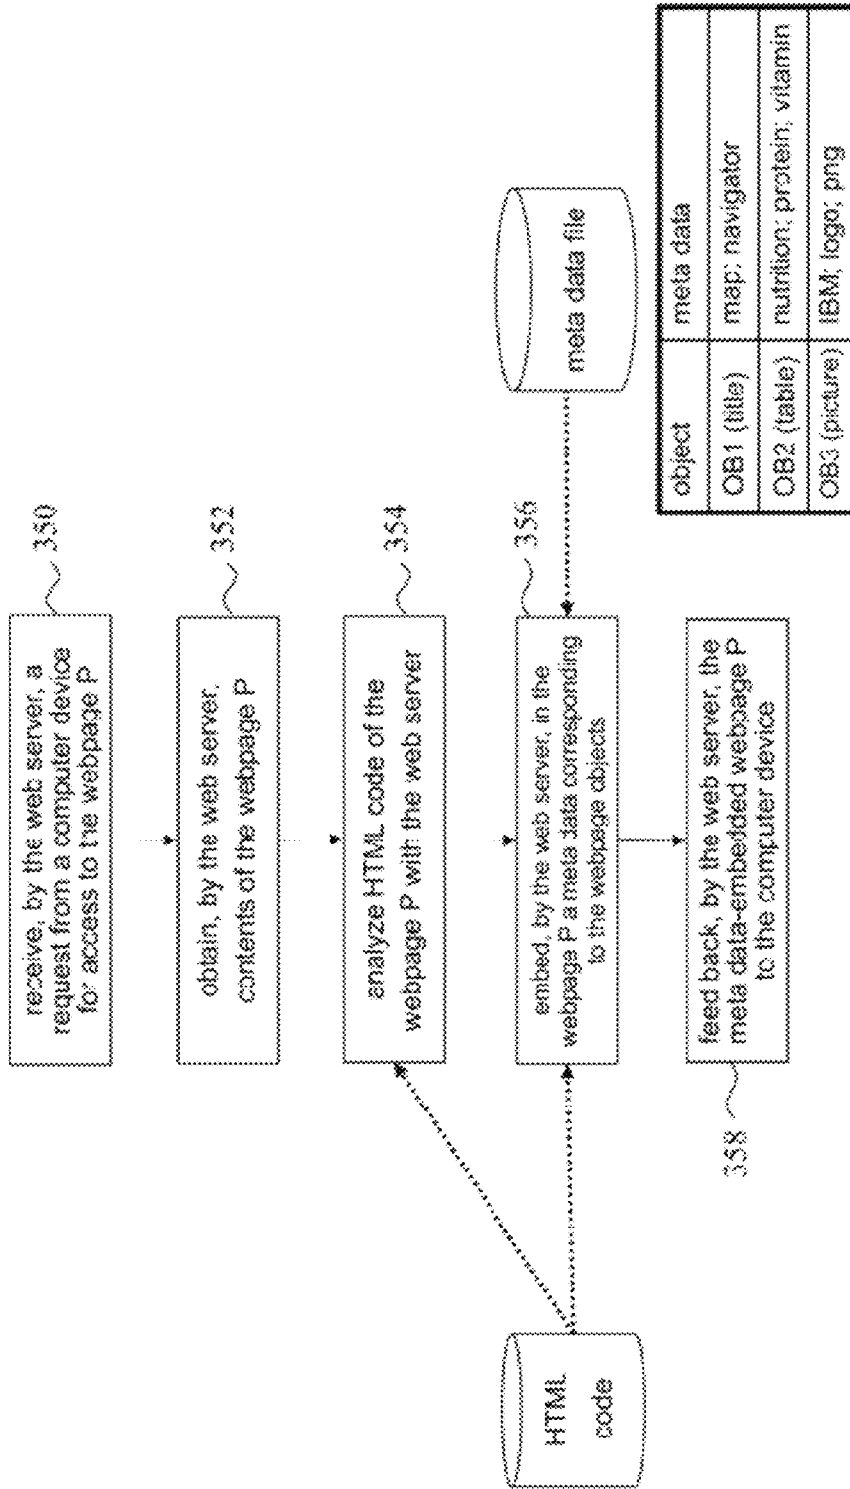 receive, by the web server, a
request from a computer device
for access to the webpage P
350
obtain, by the web server,
contents of the webpage P
352
analyze HTML code of the
webpage P with the web server
354
embed, by the web server, in the
webpage P a meta data corresponding
to the webpage objects
356
feed back, by the web server, the
meta data-embedded webpage P
to the computer device
358
HTML
code
meta data file
object meta data
OB1 (title) map; navigator
OB2 (table) nutrition; protein; vitamin
OB3 (picture) IBM; logo; png